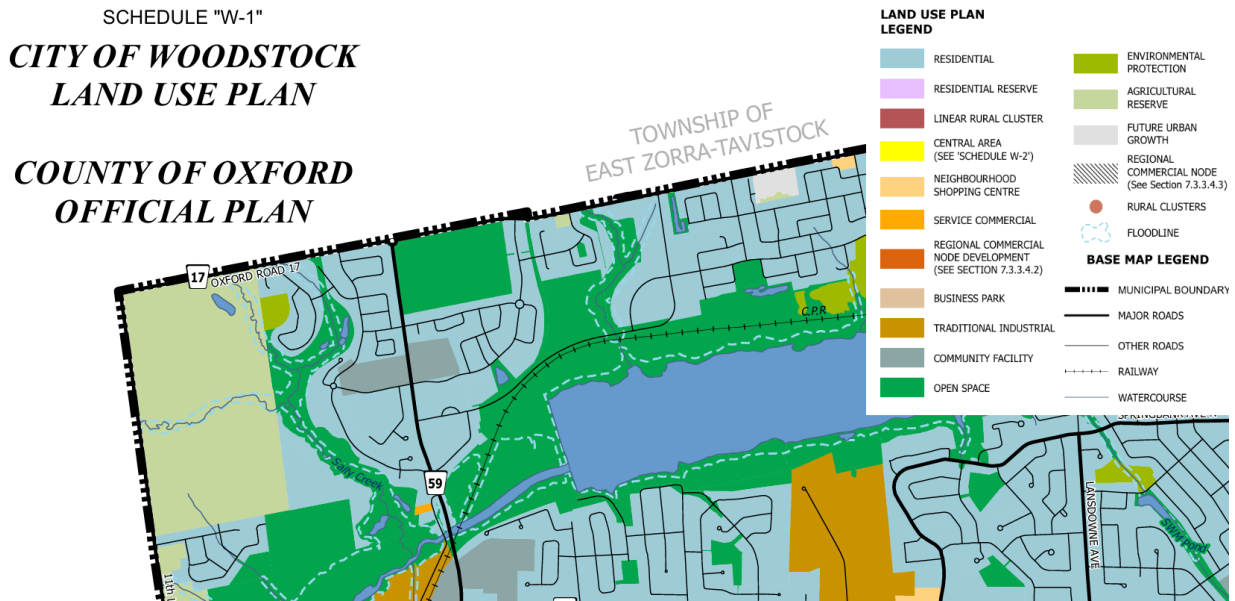 SCHEDULE "W-1"
CITY OF WOODSTOCK
LAND USE PLAN
COUNTY OF OXFORD
OFFICIAL PLAN
TOWNSHIP OF
EAST ZORRA-TAVISTOCK
17
OXFORD ROAD 17
C.P.R
Sally Creek
59
LANSDOWNE AVE
SWM Pond
LAND USE PLAN
LEGEND
RESIDENTIAL
RESIDENTIAL RESERVE
LINEAR RURAL CLUSTER
CENTRAL AREA
(SEE 'SCHEDULE W-2')
NEIGHBOURHOOD
SHOPPING CENTRE
SERVICE COMMERCIAL
REGIONAL COMMERCIAL
NODE DEVELOPMENT
(SEE SECTION 7.3.3.4.2)
BUSINESS PARK
TRADITIONAL INDUSTRIAL
COMMUNITY FACILITY
OPEN SPACE
ENVIRONMENTAL
PROTECTION
AGRICULTURAL
RESERVE
FUTURE URBAN
GROWTH
REGIONAL
COMMERCIAL NODE
(See Section 7.3.3.4.3)
RURAL CLUSTERS
FLOODLINE
BASE MAP LEGEND
MUNICIPAL BOUNDARY
MAJOR ROADS
OTHER ROADS
RAILWAY
WATERCOURSE
11th